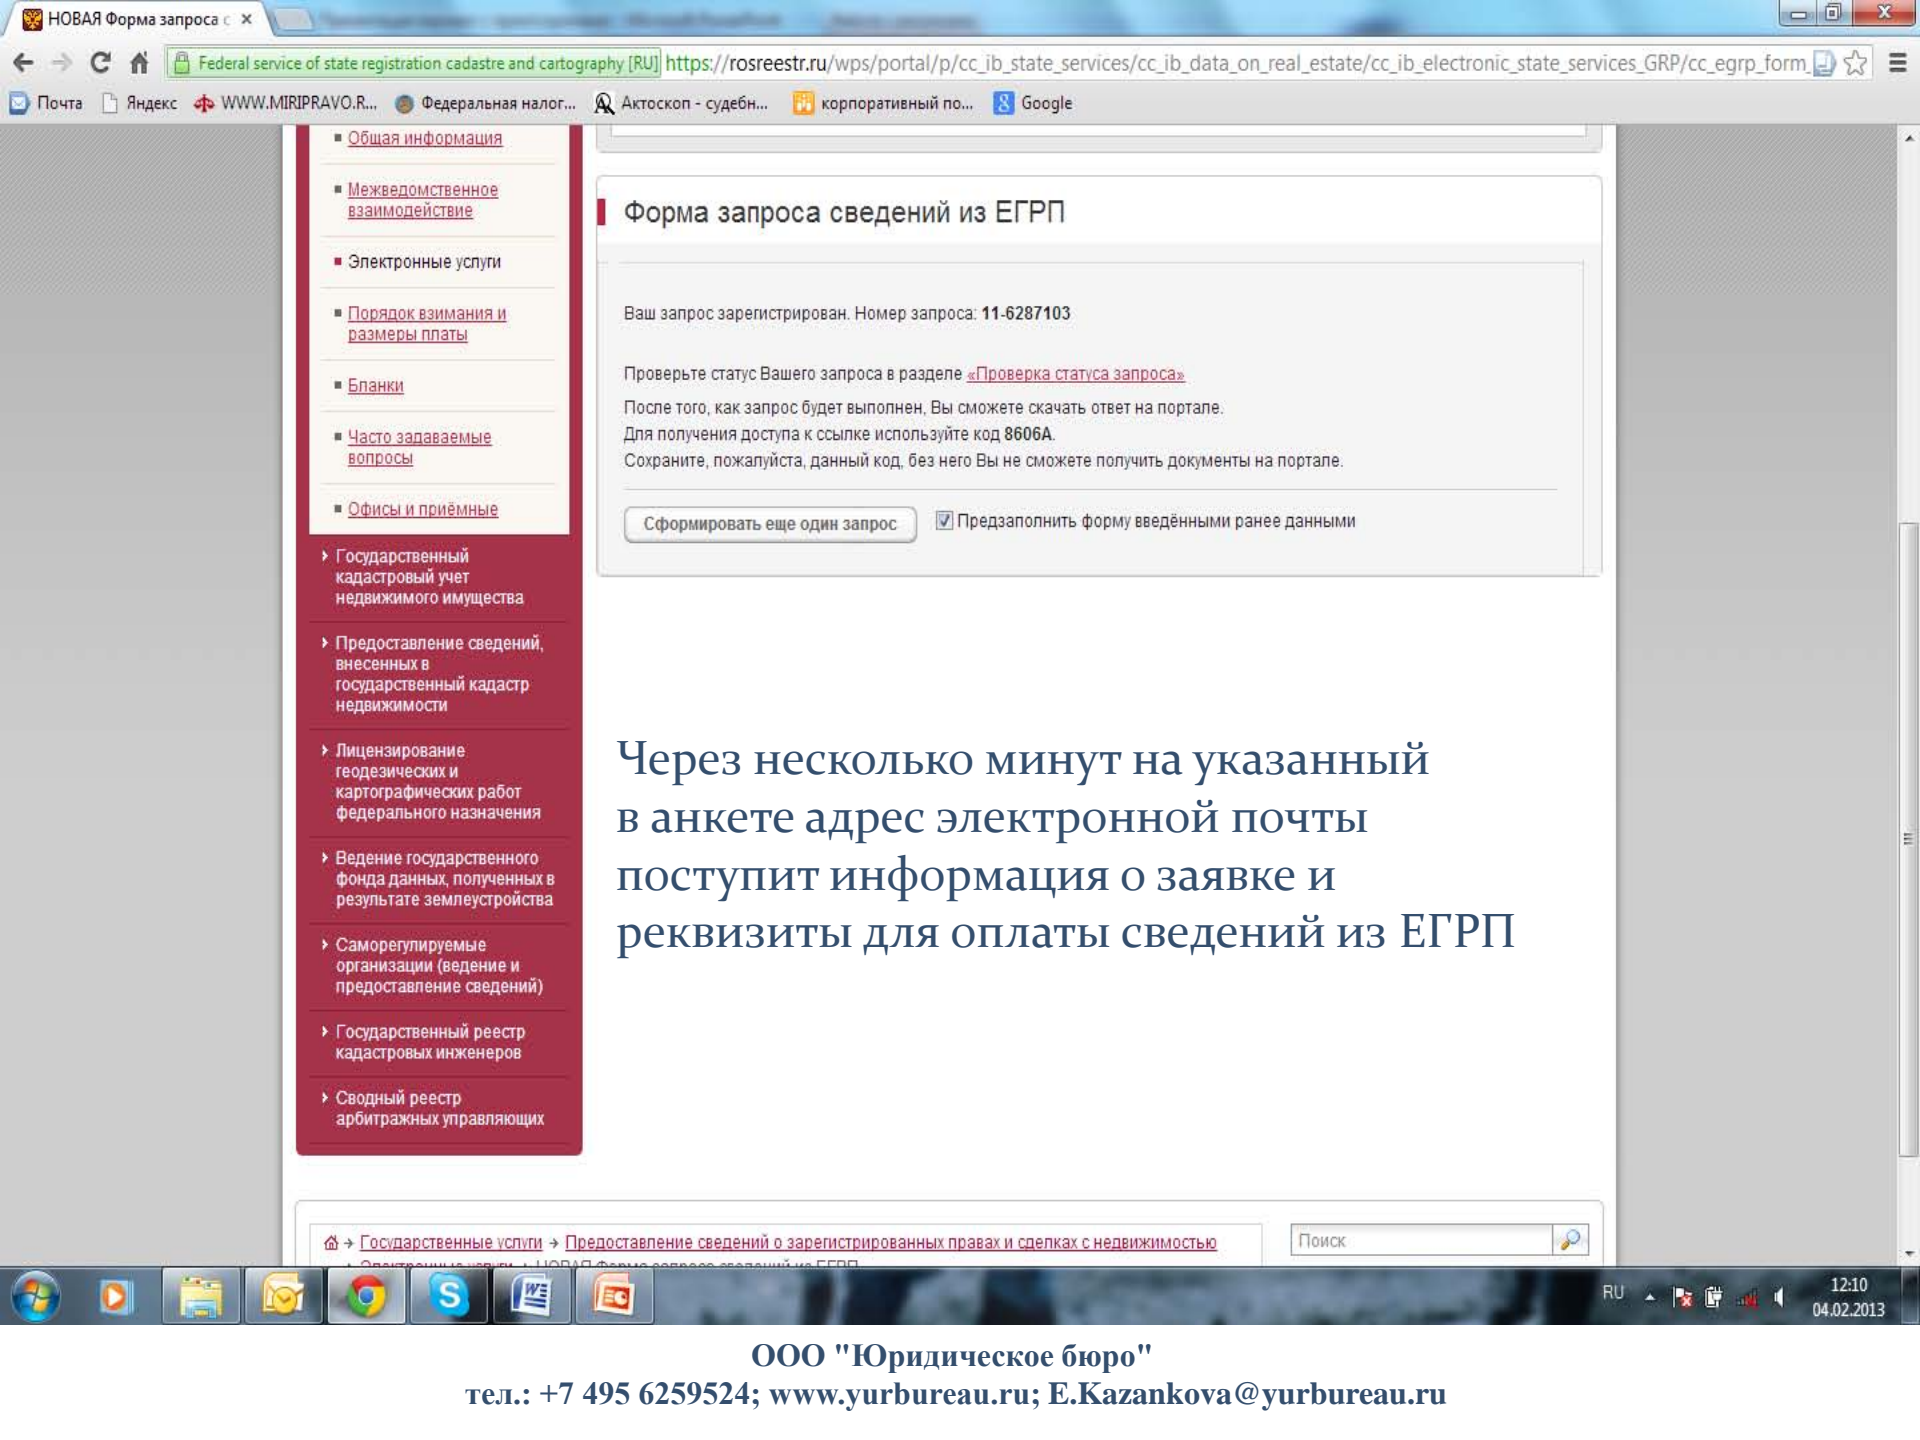 НОВАЯ Форма запроса с
Federal service of state registration cadastre and cartography [RU] https://rosreestr.ru/wps/portal/p/cc_ib_state_services/cc_ib_data_on_real_estate/cc_ib_electronic_state_services_GRP/cc_egrp_form_
Почта Яндекс WWW.MIRIPRAVO.R... Федеральная налог... Актоскоп - судебн... корпоративный по... Google
Общая информация
Межведомственное
взаимодействие
Электронные услуги
Порядок взимания и
размеры платы
Бланки
Часто задаваемые
вопросы
Офисы и приёмные
Государственный
кадастровый учет
недвижимого имущества
Предоставление сведений,
внесенных в
государственный кадастр
недвижимости
Лицензирование
геодезических и
картографических работ
федерального назначения
Ведение государственного
фонда данных, полученных в
результате землеустройства
Саморегулируемые
организации (ведение и
предоставление сведений)
Государственный реестр
кадастровых инженеров
Сводный реестр
арбитражных управляющих
Форма запроса сведений из ЕГРП
Ваш запрос зарегистрирован. Номер запроса: 11-6287103
Проверьте статус Вашего запроса в разделе «Проверка статуса запроса»
После того, как запрос будет выполнен, Вы сможете скачать ответ на портале.
Для получения доступа к ссылке используйте код 8606A.
Сохраните, пожалуйста, данный код, без него Вы не сможете получить документы на портале.
Сформировать еще один запрос Предзаполнить форму введёнными ранее данными
Через несколько минут на указанный
в анкете адрес электронной почты
поступит информация о заявке и
реквизиты для оплаты сведений из ЕГРП
Государственные услуги → Предоставление сведений о зарегистрированных правах и сделках с недвижимостью
Поиск
Электронные услуги → НОВАЯ Форма запроса сведений из ЕГРП
RU
12:10
04.02.2013
ООО "Юридическое бюро"
тел.: +7 495 6259524; www.yurbureau.ru; E.Kazankova@yurbureau.ru